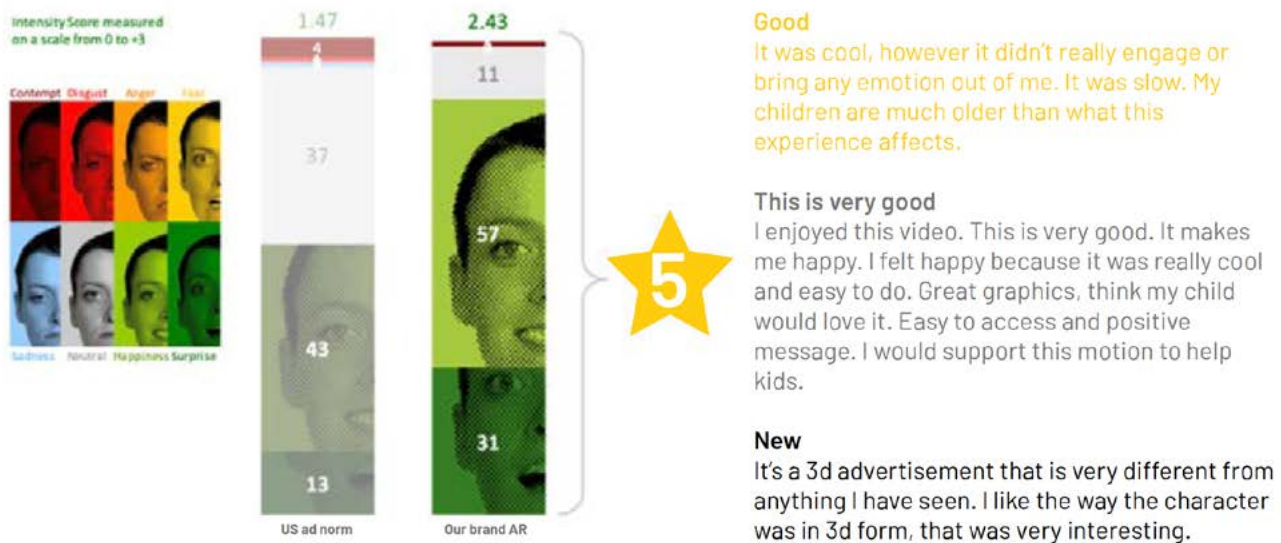 Intensity Score measured
on a scale from 0 to +3
Contempt Disgust Anger Fear
Sadness Neutral Happiness Surprise
1.47
4
37
43
13
US ad norm
2.43
11
57
31
Our brand AR
5
Good
It was cool, however it didn't really engage or
bring any emotion out of me. It was slow. My
children are much older than what this
experience affects.
This is very good
I enjoyed this video. This is very good. It makes
me happy. I felt happy because it was really cool
and easy to do. Great graphics, think my child
would love it. Easy to access and positive
message. I would support this motion to help
kids.
New
It's a 3d advertisement that is very different from
anything I have seen. I like the way the character
was in 3d form, that was very interesting.